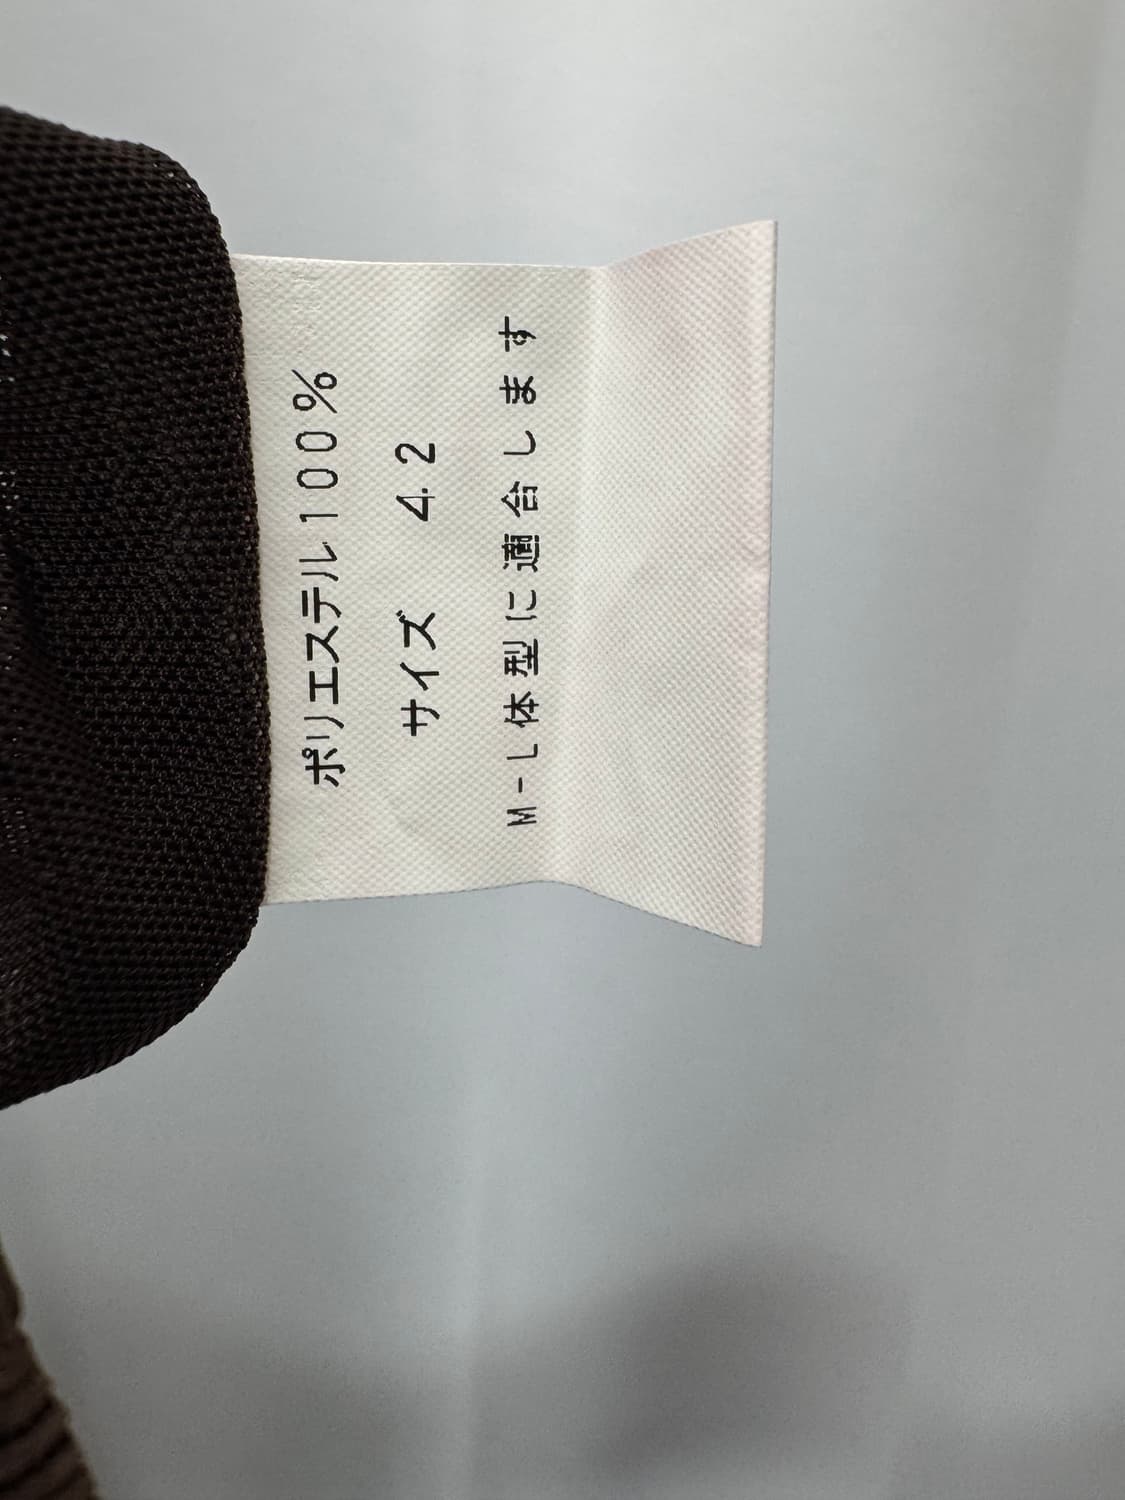 ポリエステル100%
サイズ 42
M-L体型に適合します